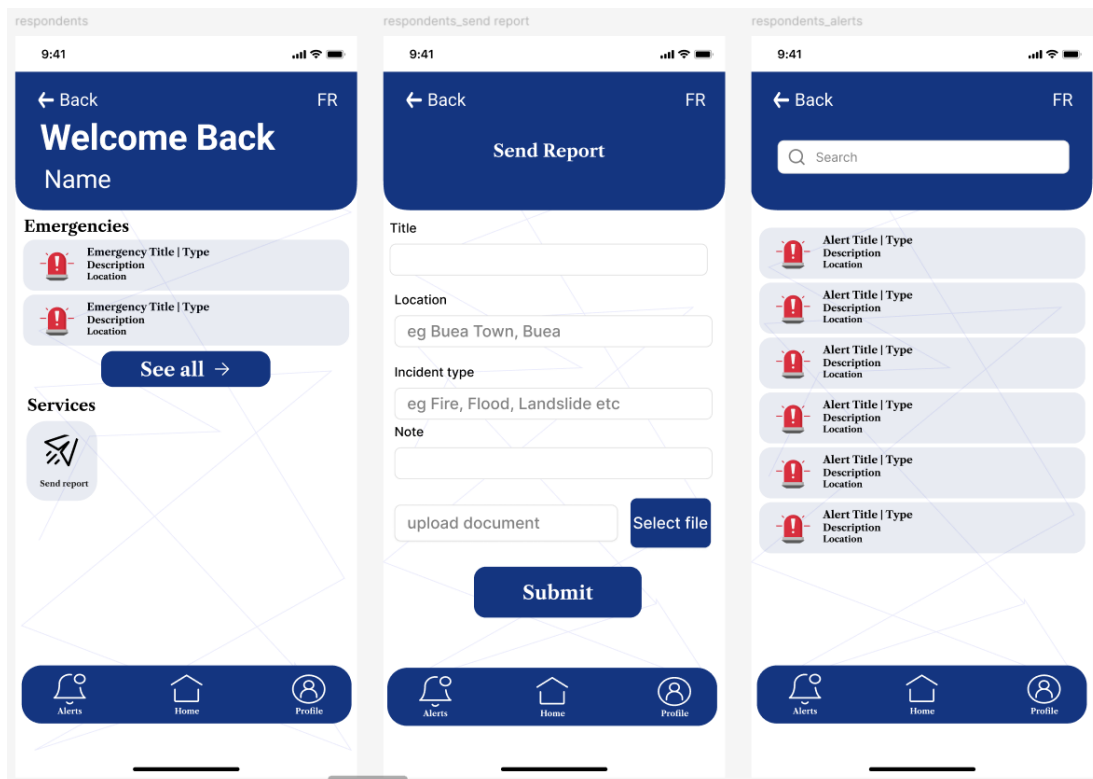 respondents
9:41
← Back
FR
Welcome Back
Name
Emergencies
Emergency Title | Type
Description
Location
Emergency Title | Type
Description
Location
See all →
Services
Send report
Alerts
Home
Profile
respondents_send report
9:41
← Back
FR
Send Report
Title
Location
eg Buea Town, Buea
Incident type
eg Fire, Flood, Landslide etc
Note
upload document
Select file
Submit
Alerts
Home
Profile
respondents_alerts
9:41
← Back
FR
Search
Alert Title | Type
Description
Location
Alert Title | Type
Description
Location
Alert Title | Type
Description
Location
Alert Title | Type
Description
Location
Alert Title | Type
Description
Location
Alert Title | Type
Description
Location
Alerts
Home
Profile